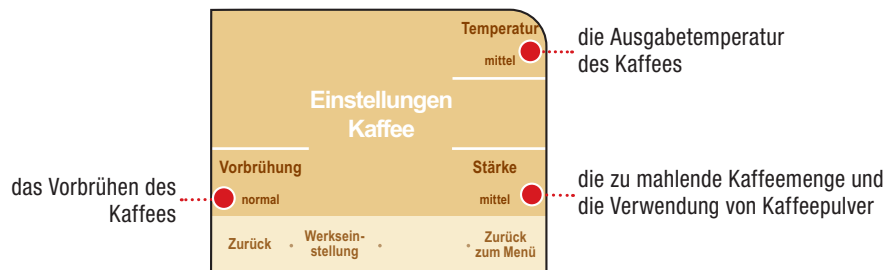 Temperatur
mittel
die Ausgabetemperatur
des Kaffees
Einstellungen
Kaffee
das Vorbrühen des
Kaffees
Vorbrühung
normal
Stärke
mittel
die zu mahlende Kaffeemenge und
die Verwendung von Kaffeepulver
Zurück
Werksein-
stellung
Zurück
zum Menü